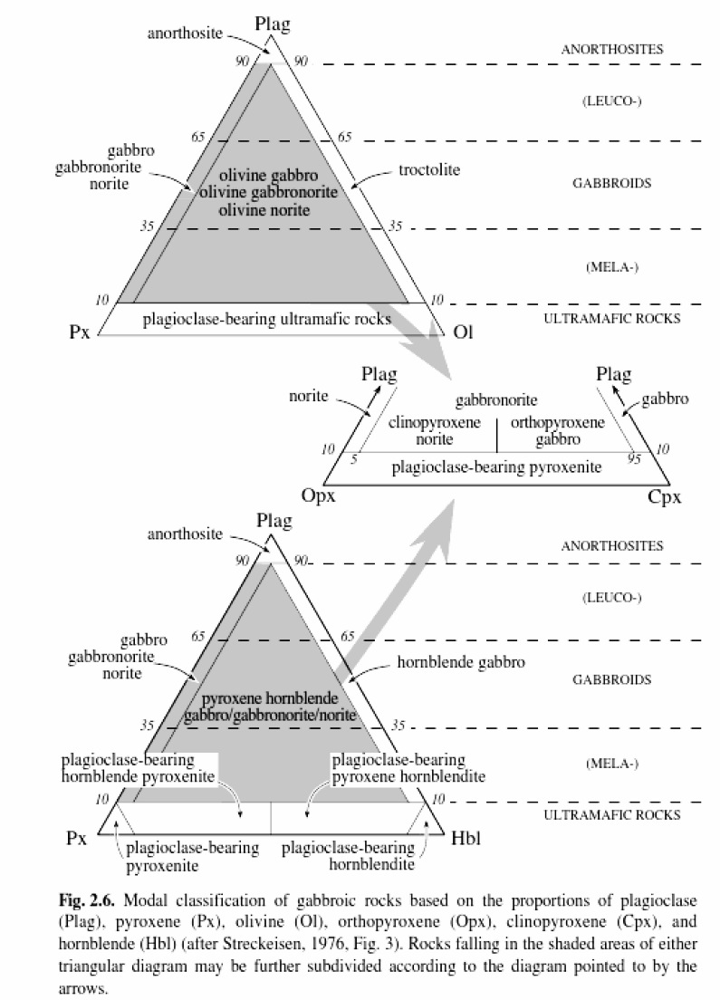 Plag
anorthosite
ANORTHOSITES
90
90
(LEUCO-)
65
65
gabbro
gabbronorite
norite
olivine gabbro
olivine gabbronorite
olivine norite
troctolite
GABBROIDS
35
35
(MELA-)
10
10
plagioclase-bearing ultramafic rocks
ULTRAMAFIC ROCKS
Px
Ol
Plag
Plag
norite
gabbronorite
gabbro
clinopyroxene
norite
orthopyroxene
gabbro
10
5
95
10
plagioclase-bearing pyroxenite
Opx
Cpx
Plag
anorthosite
ANORTHOSITES
90
90
(LEUCO-)
65
65
gabbro
gabbronorite
norite
hornblende gabbro
GABBROIDS
pyroxene hornblende
gabbro/gabbronorite/norite
35
35
plagioclase-bearing
hornblende pyroxenite
plagioclase-bearing
pyroxene hornblendite
(MELA-)
10
10
ULTRAMAFIC ROCKS
Px
Hbl
plagioclase-bearing
pyroxenite
plagioclase-bearing
hornblendite
Fig. 2.6. Modal classification of gabbroic rocks based on the proportions of plagioclase
(Plag), pyroxene (Px), olivine (Ol), orthopyroxene (Opx), clinopyroxene (Cpx), and
hornblende (Hbl) (after Streckeisen, 1976, Fig. 3). Rocks falling in the shaded areas of either
triangular diagram may be further subdivided according to the diagram pointed to by the
arrows.